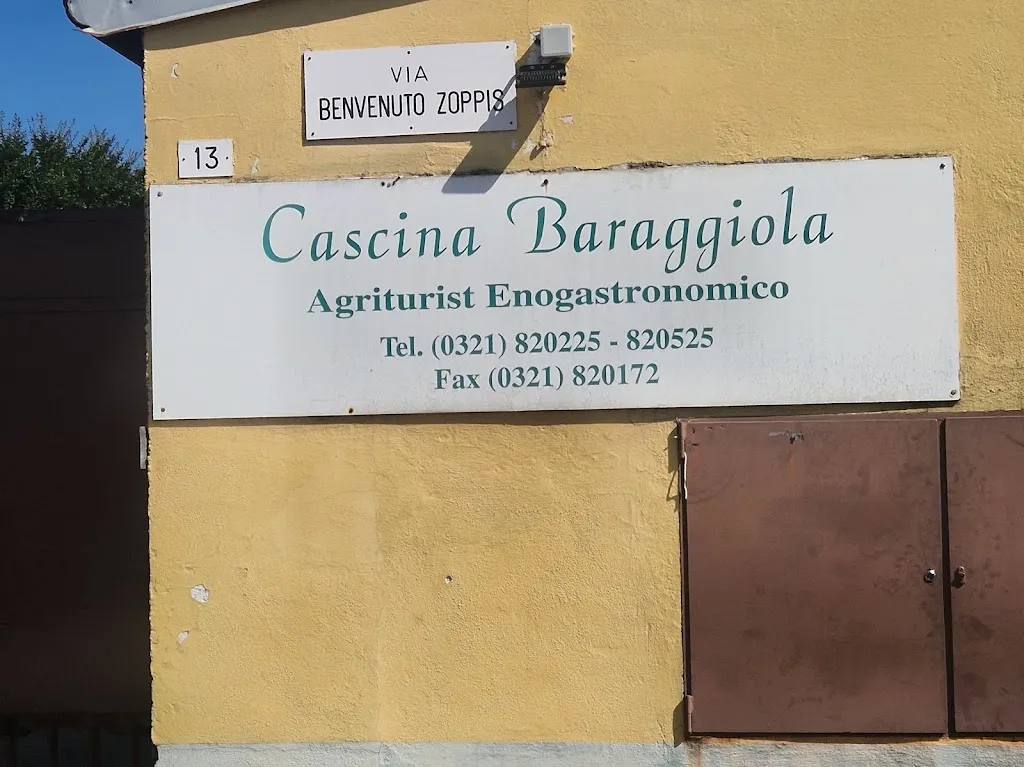 VIA
BENVENUTO ZOPPIS
13
Cascina Baraggiola
Agriturist Enogastronomico
Tel. (0321) 820225 - 820525
Fax (0321) 820172